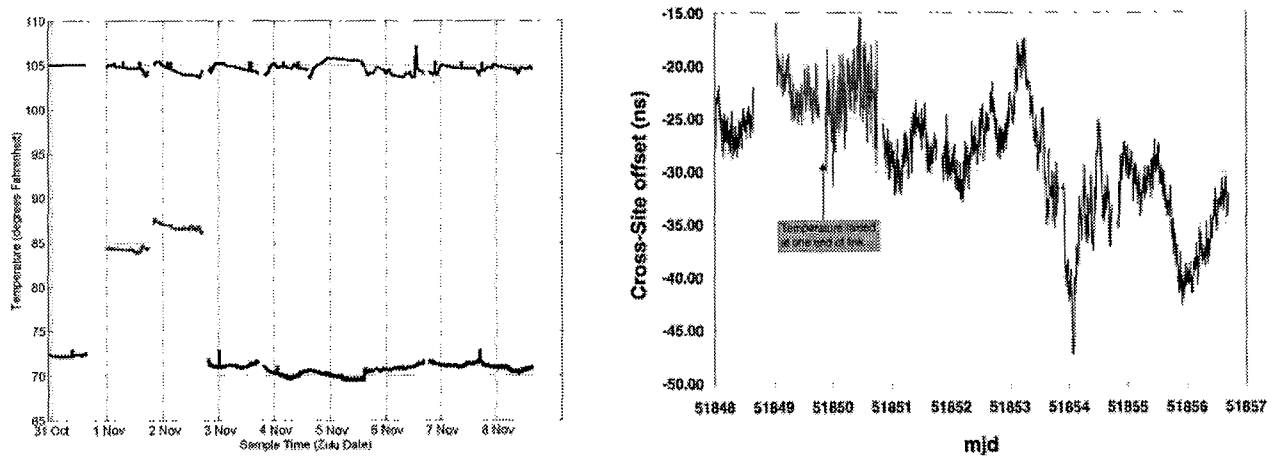 110
105
100
95
90
85
80
75
70
65
Temperature (degrees Fahrenheit)
31 Oct 1 Nov 2 Nov 3 Nov 4 Nov 5 Nov 6 Nov 7 Nov 8 Nov
Sample Time (Zulu Date)
-15.00
-20.00
-25.00
-30.00
-35.00
-40.00
-45.00
-50.00
Cross-Site offset (ns)
Temperature raised
at one end of link
51848 51849 51850 51851 51852 51853 51854 51855 51856 51857
mjd